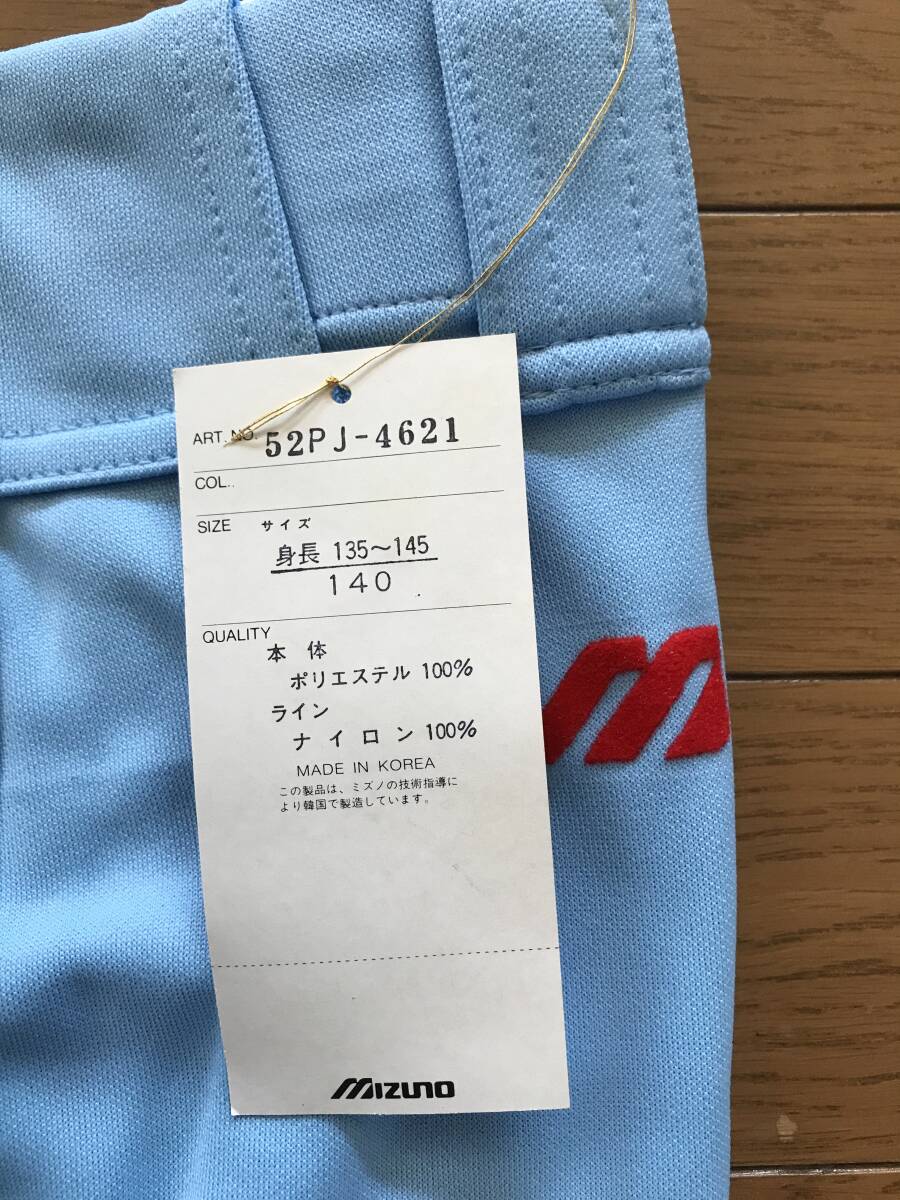 ART. NO. 52PJ-4621
COL..
SIZE サイズ
身長 135～145
140
QUALITY
本体
ポリエステル 100%
ライン
ナイロン 100%
MADE IN KOREA
この製品は、ミズノの技術指導に
より韓国で製造しています。
MIZUNO